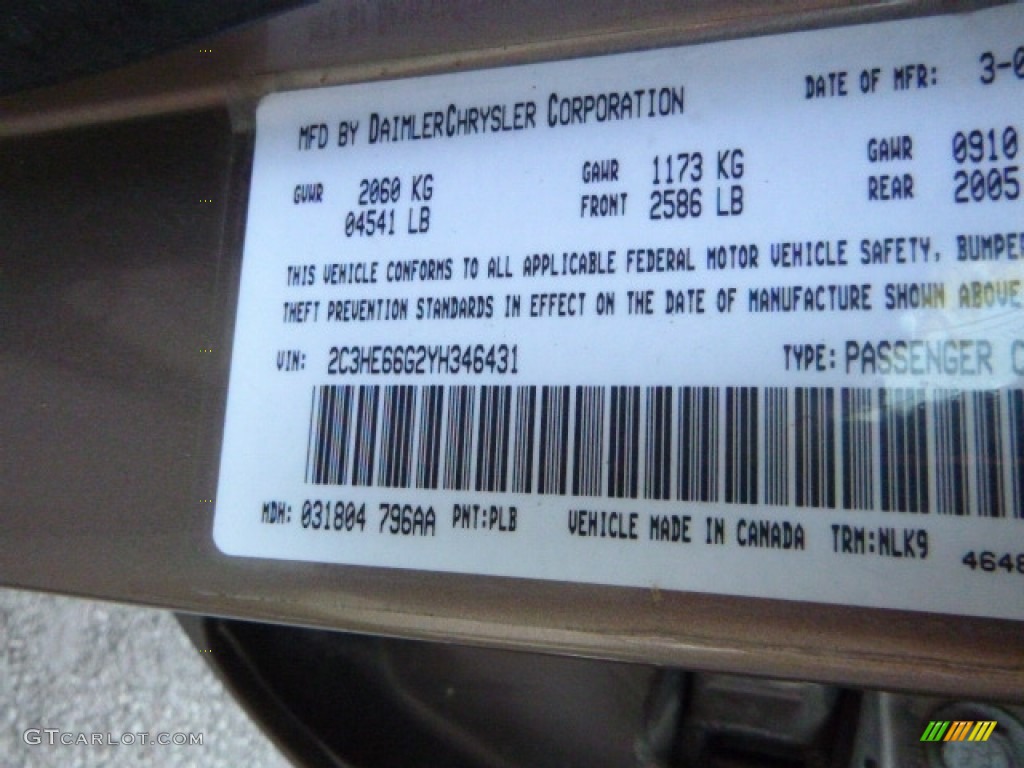 MFD BY DAIMLERCHRYSLER CORPORATION DATE OF MFR: 3-0
GVWR 2060 KG GAWR 1173 KG GAWR 0910
04541 LB FRONT 2586 LB REAR 2005
THIS VEHICLE CONFORMS TO ALL APPLICABLE FEDERAL MOTOR VEHICLE SAFETY, BUMPE
THEFT PREVENTION STANDARDS IN EFFECT ON THE DATE OF MANUFACTURE SHOWN ABOVE
VIN: 2C3HE66G2YH346431 TYPE: PASSENGER C
MDH: 031804 796AA PNT:PLB VEHICLE MADE IN CANADA TRM:NLK9
4648
GTCARLOT.COM